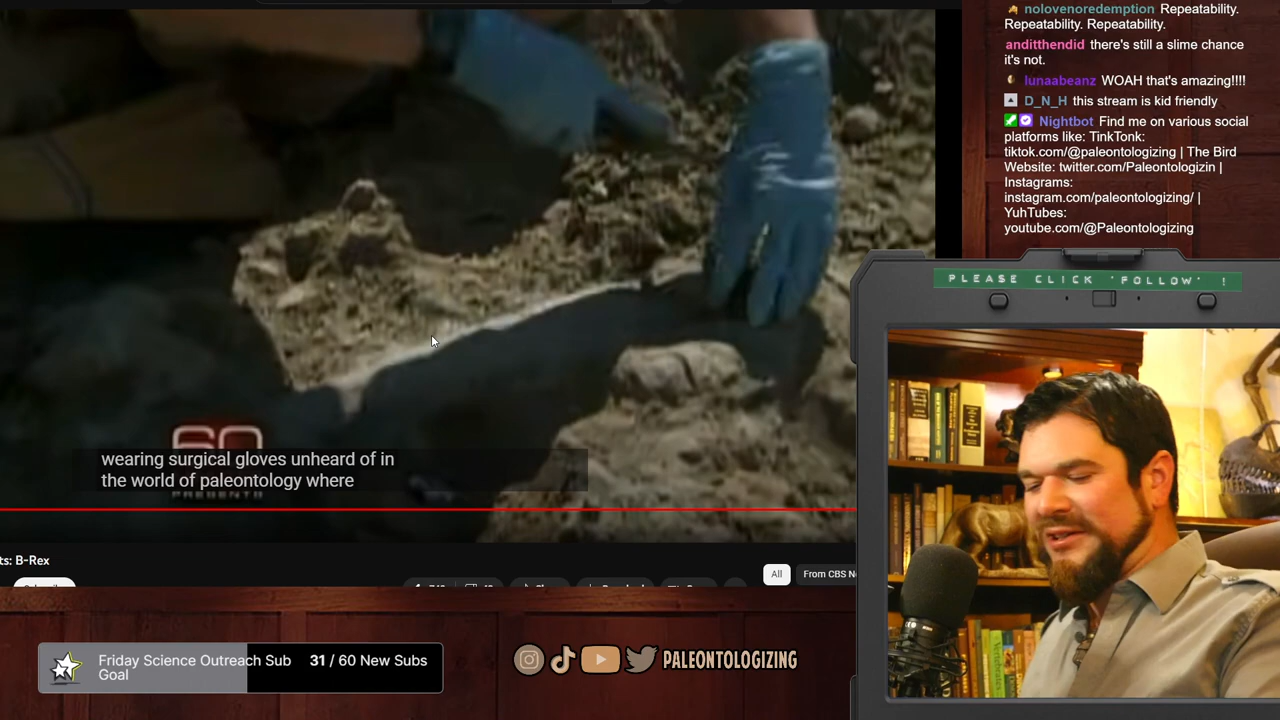 nolovenoredemption Repeatability.
Repeatability. Repeatability.
anditthendid there's still a slime chance
it's not.
lunaabeanz WOAH that's amazing!!!!
D_N_H this stream is kid friendly
Nightbot Find me on various social
platforms like: TinkTonk:
tiktok.com/@paleontologizing | The Bird
Website: twitter.com/Paleontologizin |
Instagrams:
instagram.com/paleontologizing/ |
YuhTubes:
youtube.com/@Paleontologizing
PLEASE CLICK 'FOLLOW' !
60
wearing surgical gloves unheard of in
the world of paleontology where
PRESENTS
ts: B-Rex
All
From CBS Ne
Friday Science Outreach Sub
Goal
31 / 60 New Subs
PALEONTOLOGIZING